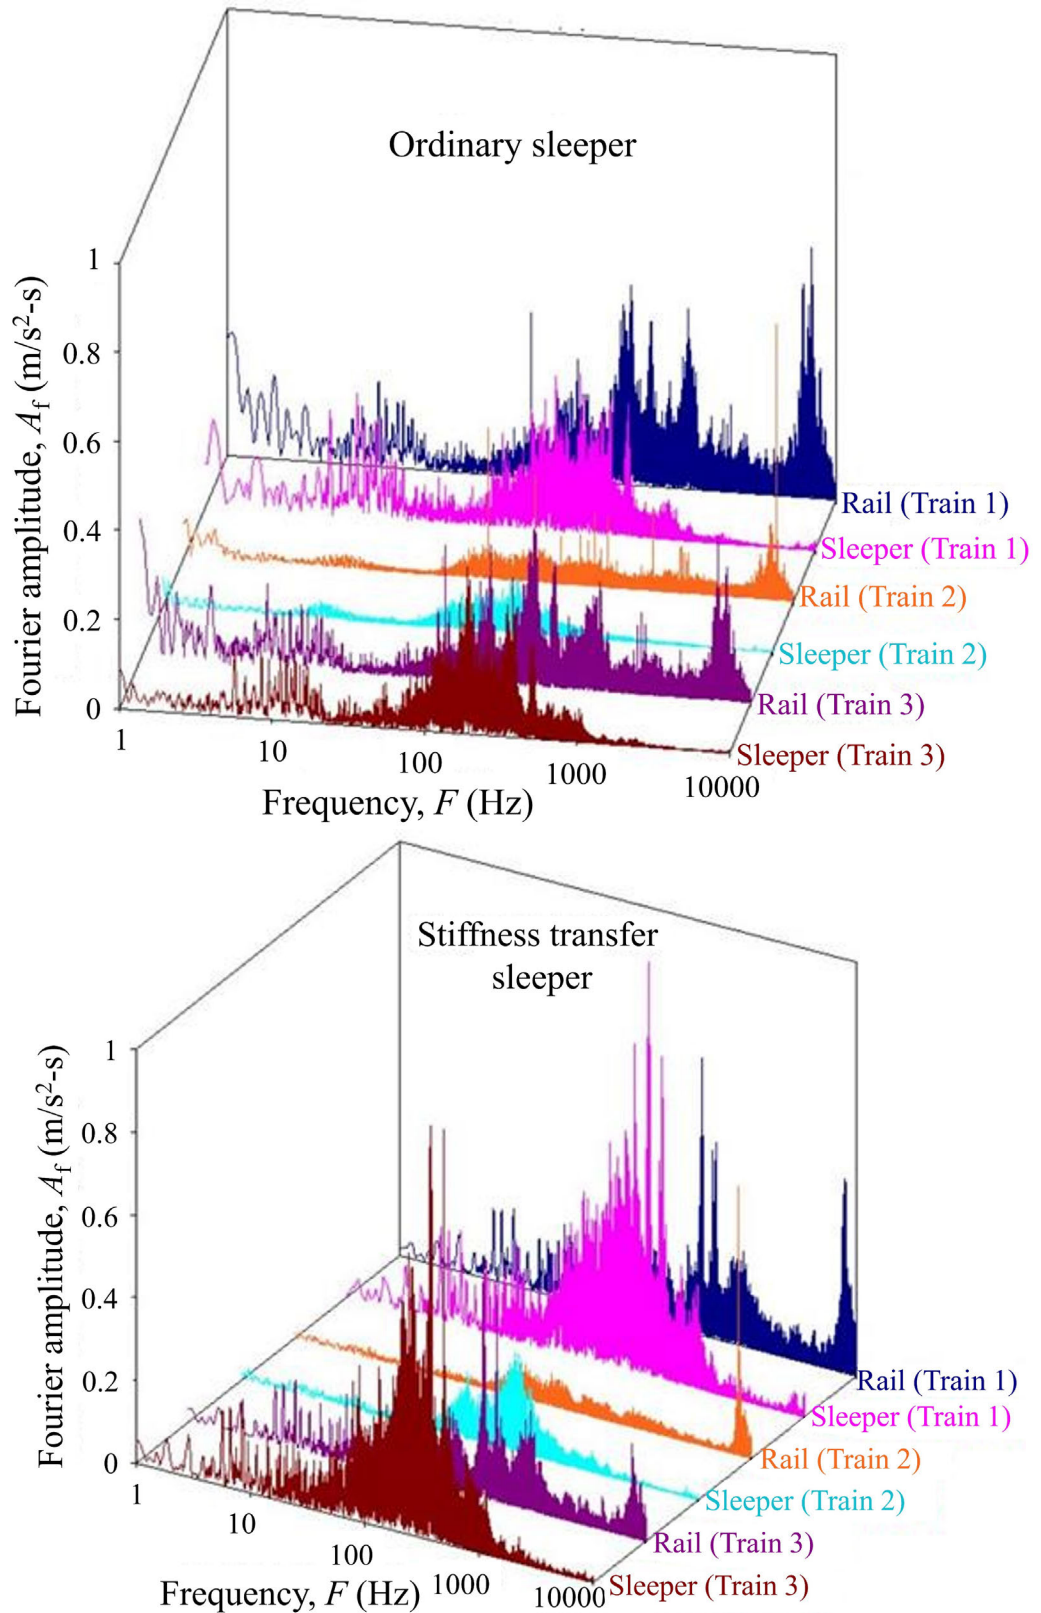 Ordinary sleeper
1
0.8
0.6
0.4
0.2
0
Fourier amplitude, Af (m/s²-s)
1
10
100
1000
10000
Frequency, F (Hz)
Rail (Train 1)
Sleeper (Train 1)
Rail (Train 2)
Sleeper (Train 2)
Rail (Train 3)
Sleeper (Train 3)
Stiffness transfer
sleeper
1
0.8
0.6
0.4
0.2
0
Fourier amplitude, Af (m/s²-s)
1
10
100
1000
10000
Frequency, F (Hz)
Rail (Train 1)
Sleeper (Train 1)
Rail (Train 2)
Sleeper (Train 2)
Rail (Train 3)
Sleeper (Train 3)